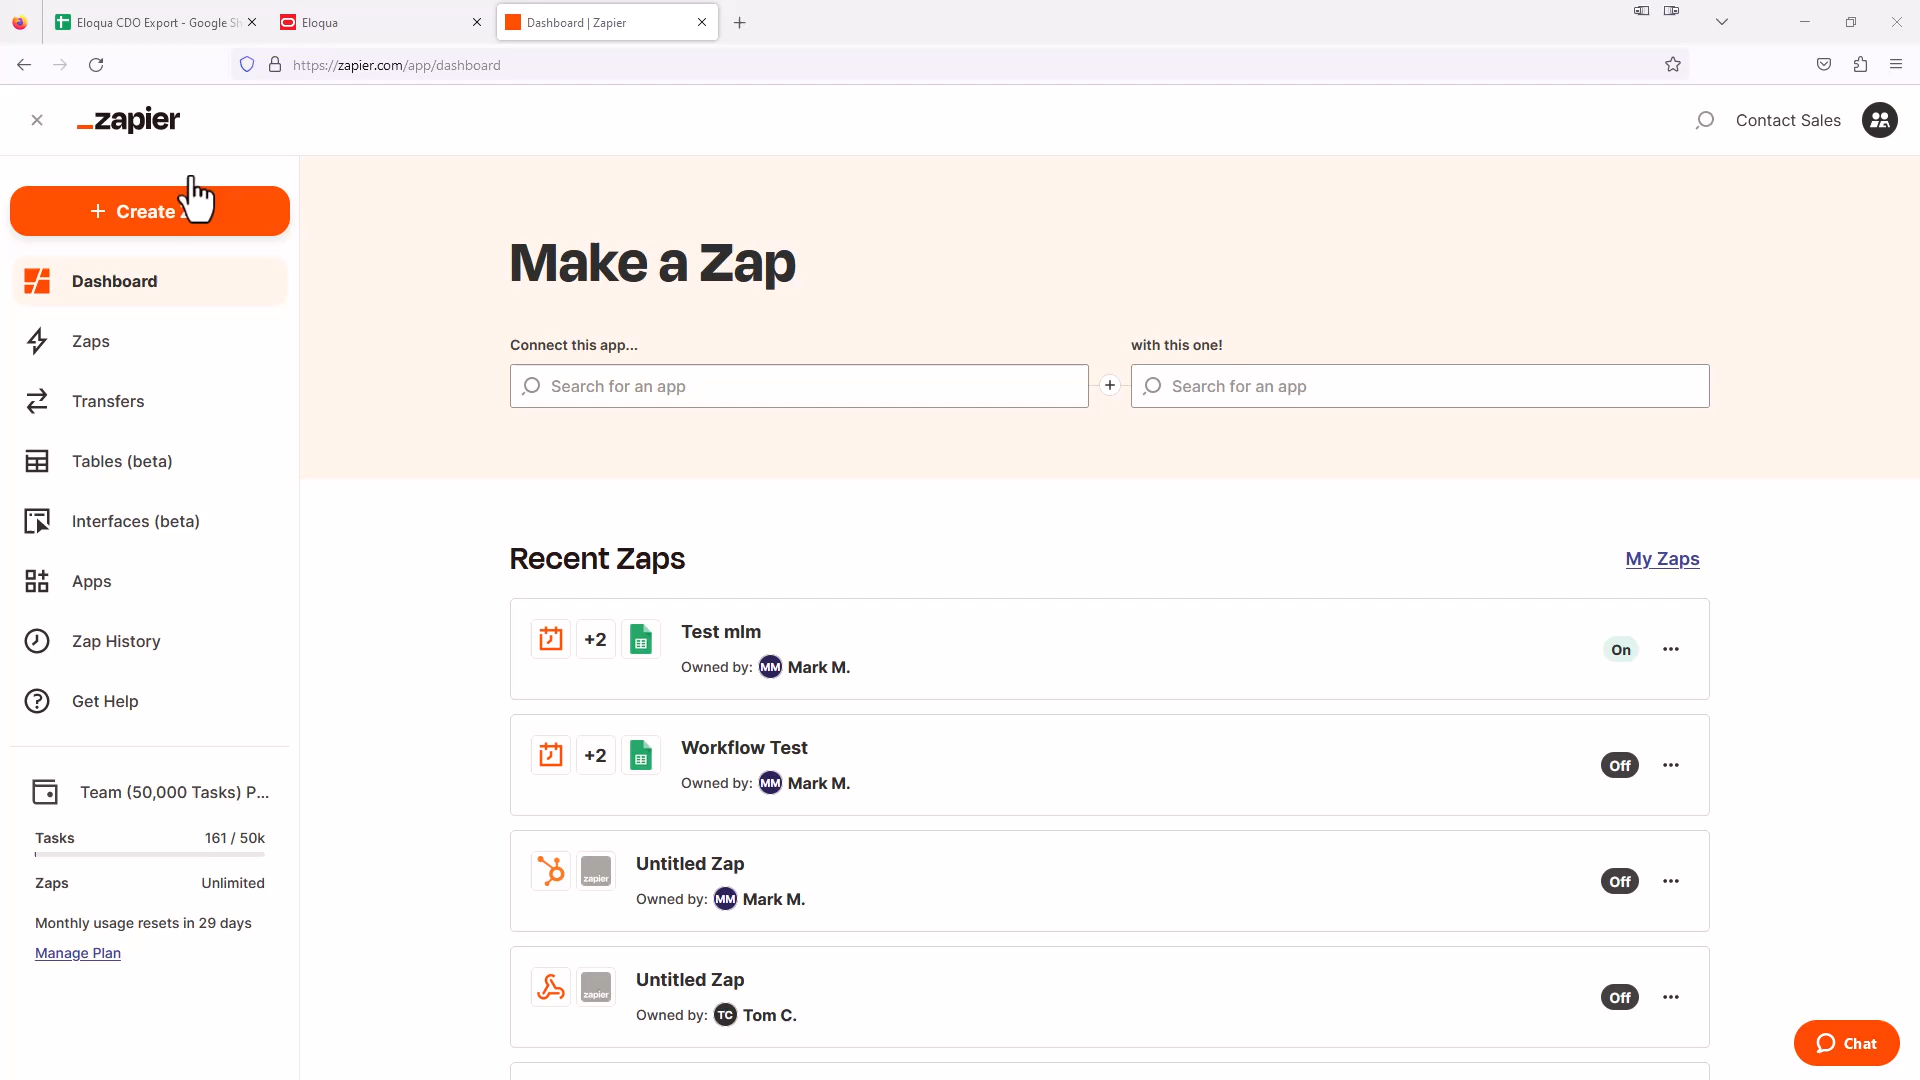 Eloqua CDO Export - Google Sh
Eloqua
Dashboard | Zapier
https://zapier.com/app/dashboard
zapier
Contact Sales
+ Create
Dashboard
Zaps
Transfers
Tables (beta)
Interfaces (beta)
Apps
Zap History
Get Help
Team (50,000 Tasks) P...
Tasks 161 / 50k
Zaps Unlimited
Monthly usage resets in 29 days
Manage Plan
Make a Zap
Connect this app...
Search for an app
+
with this one!
Search for an app
Recent Zaps
My Zaps
+2
Test mlm
Owned by: MM Mark M.
On
+2
Workflow Test
Owned by: MM Mark M.
Off
zapier
Untitled Zap
Owned by: MM Mark M.
Off
zapier
Untitled Zap
Owned by: TC Tom C.
Off
Chat